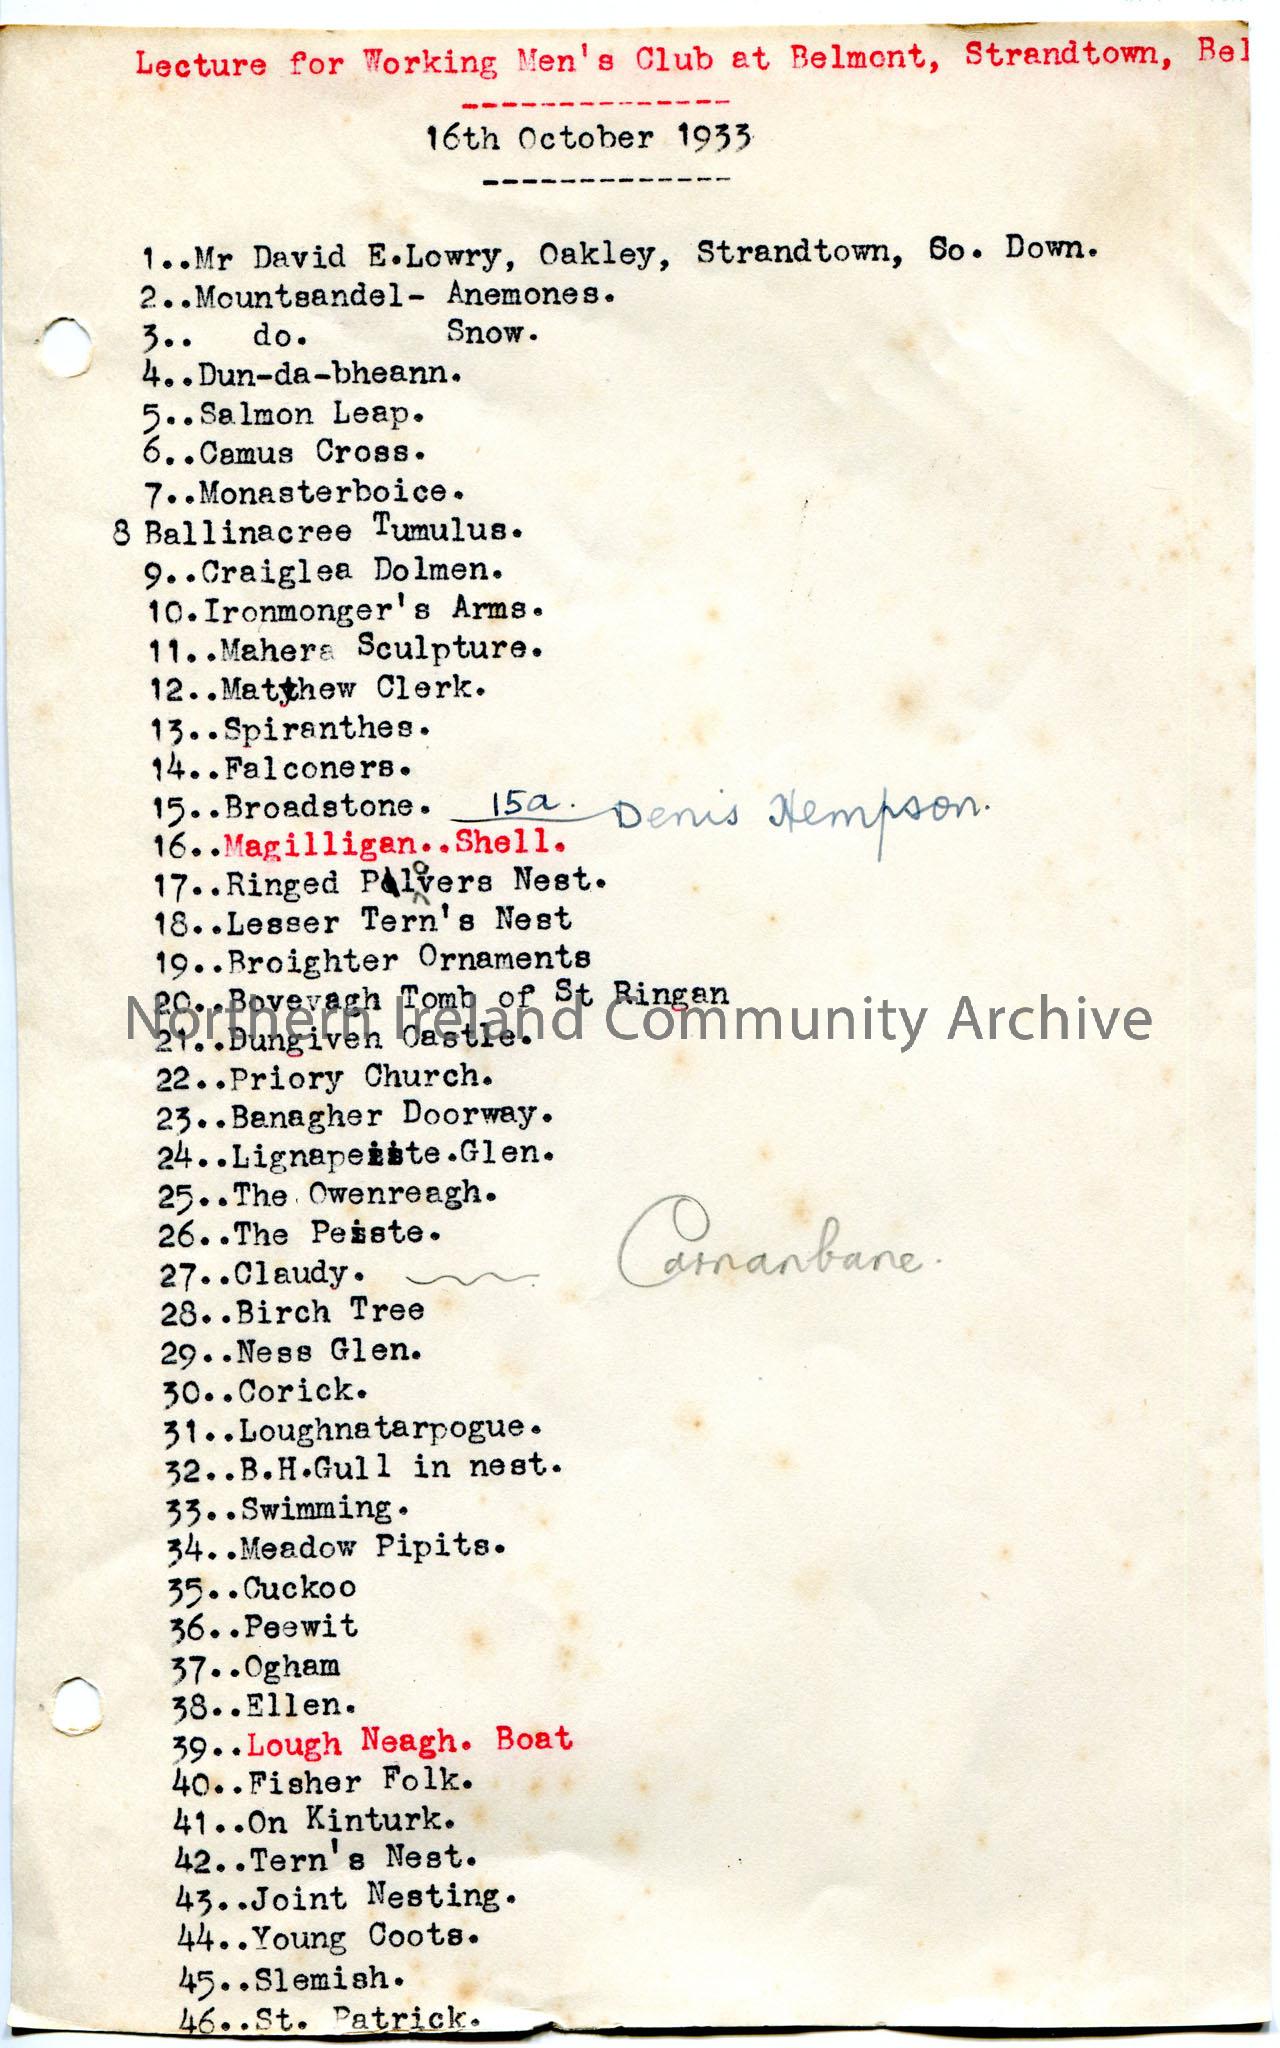 Lecture for Working Men's Club at Belmont, Strandtown, Bel
--------------
16th October 1933
-------------
1..Mr David E.Lowry, Oakley, Strandtown, Co. Down.
2..Mountsandel- Anemones.
3.. do. Snow.
4..Dun-da-bheann.
5..Salmon Leap.
6..Camus Cross.
7..Monasterboice.
8 Ballinacree Tumulus.
9..Craiglea Dolmen.
10.Ironmonger's Arms.
11..Mahera Sculpture.
12..Matthew Clerk.
13..Spiranthes.
14..Falconers.
15..Broadstone. 15a. Denis Hempson.
16..Magilligan..Shell.
17..Ringed Plovers Nest.
18..Lesser Tern's Nest
19..Broighter Ornaments
20..Bovevagh Tomb of St Ringan
Northern Ireland Community Archive
21..Dungiven Castle.
22..Priory Church.
23..Banagher Doorway.
24..Lignapeiste.Glen.
25..The Owenreagh.
26..The Peiste.
27..Claudy. Carnanbane.
28..Birch Tree
29..Ness Glen.
30..Corick.
31..Loughnatarpogue.
32..B.H.Gull in nest.
33..Swimming.
34..Meadow Pipits.
35..Cuckoo
36..Peewit
37..Ogham
38..Ellen.
39..Lough Neagh. Boat
40..Fisher Folk.
41..On Kinturk.
42..Tern's Nest.
43..Joint Nesting.
44..Young Coots.
45..Slemish.
46..St. Patrick.